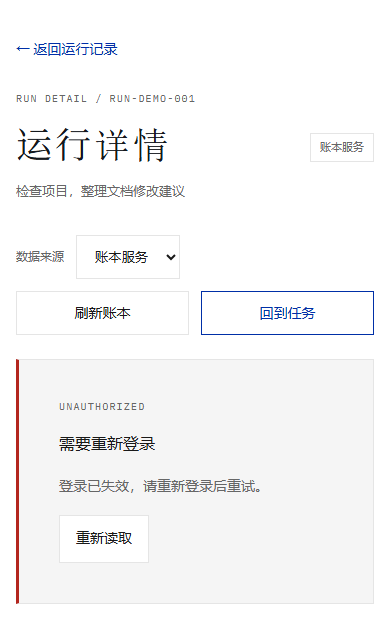 ← 返回运行记录
RUN DETAIL / RUN-DEMO-001
运行详情
账本服务
检查项目，整理文档修改建议
数据来源
账本服务
刷新账本
回到任务
UNAUTHORIZED
需要重新登录
登录已失效，请重新登录后重试。
重新读取